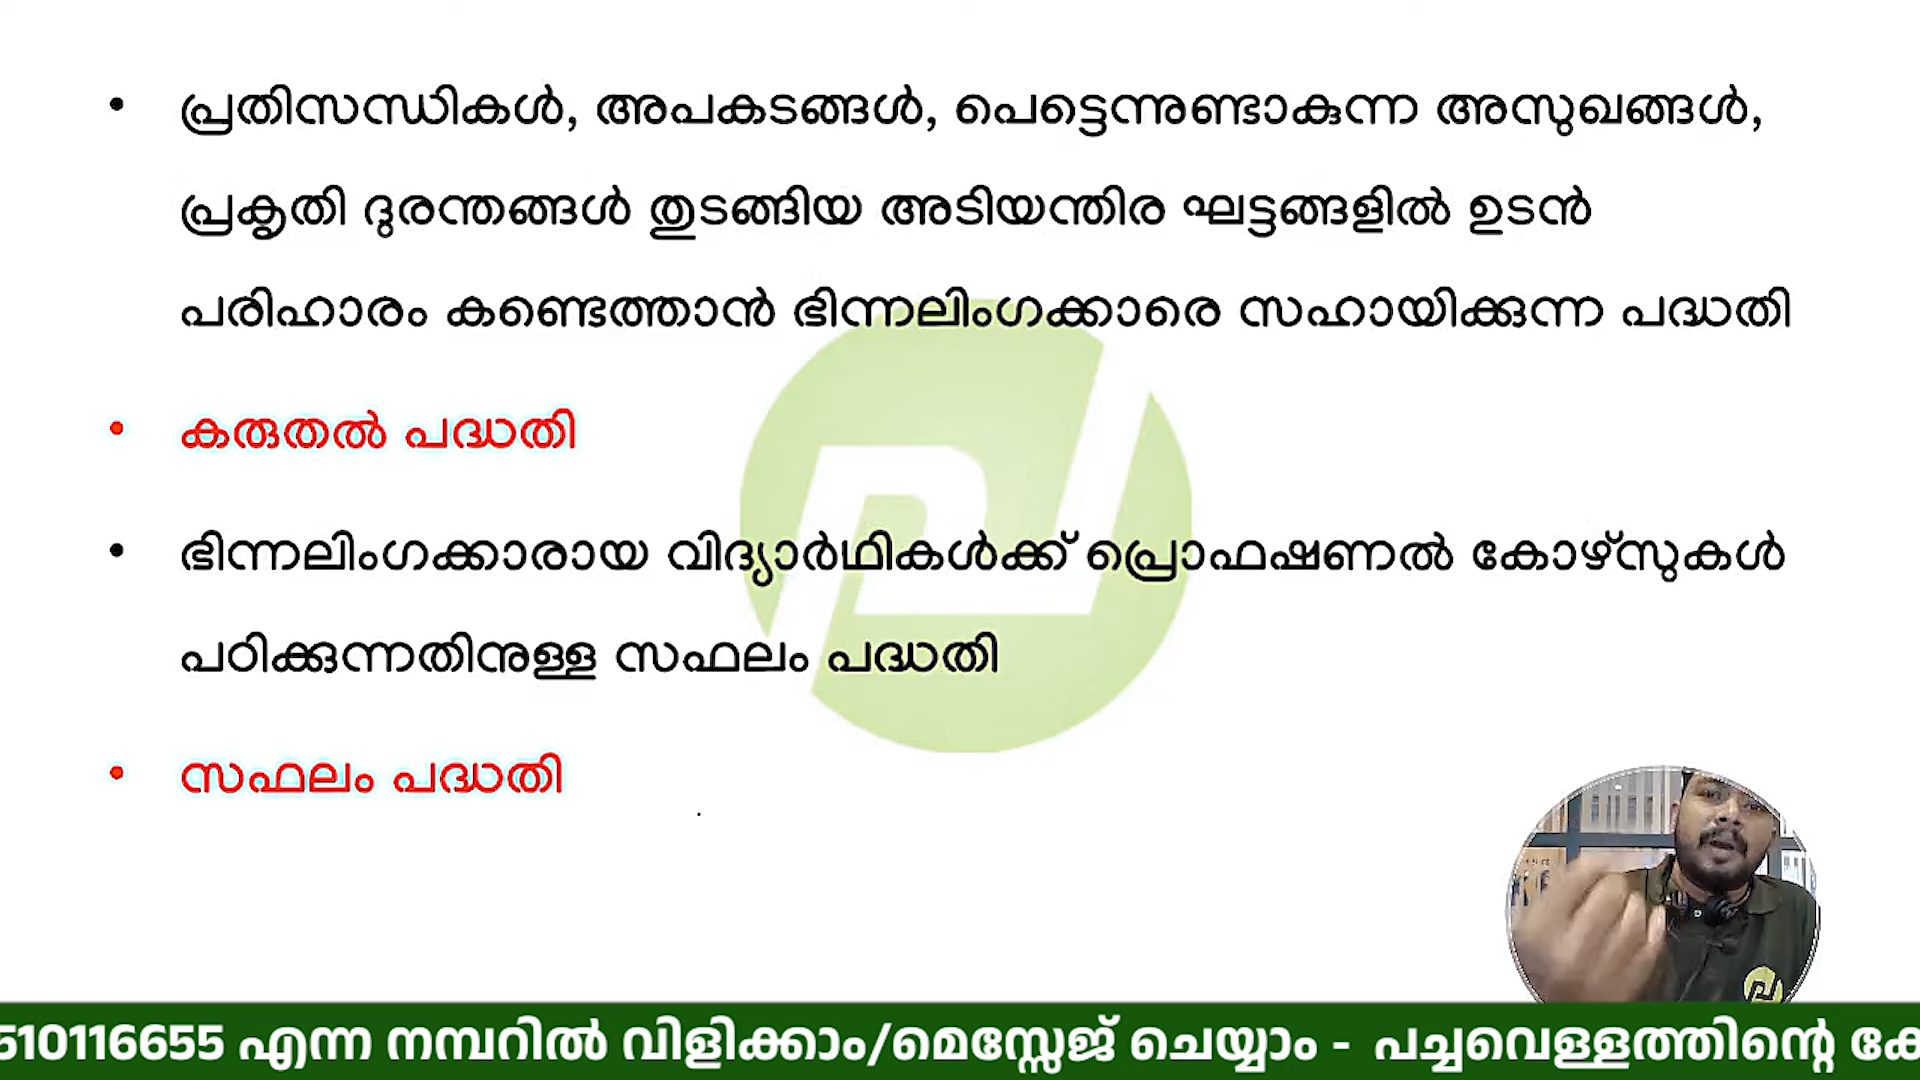 • പ്രതിസന്ധികൾ, അപകടങ്ങൾ, പെട്ടെന്നുണ്ടാകുന്ന അസുഖങ്ങൾ,
പ്രകൃതി ദുരന്തങ്ങൾ തുടങ്ങിയ അടിയന്തിര ഘട്ടങ്ങളിൽ ഉടൻ
പരിഹാരം കണ്ടെത്താൻ ഭിന്നലിംഗക്കാരെ സഹായിക്കുന്ന പദ്ധതി
• കരുതൽ പദ്ധതി
• ഭിന്നലിംഗക്കാരായ വിദ്യാർഥികൾക്ക് പ്രൊഫഷണൽ കോഴ്സുകൾ
പഠിക്കുന്നതിനുള്ള സഫലം പദ്ധതി
• സഫലം പദ്ധതി
510116655 എന്ന നമ്പറിൽ വിളിക്കാം/മെസ്സേജ് ചെയ്യാം - പച്ചവെള്ളത്തിന്റെ